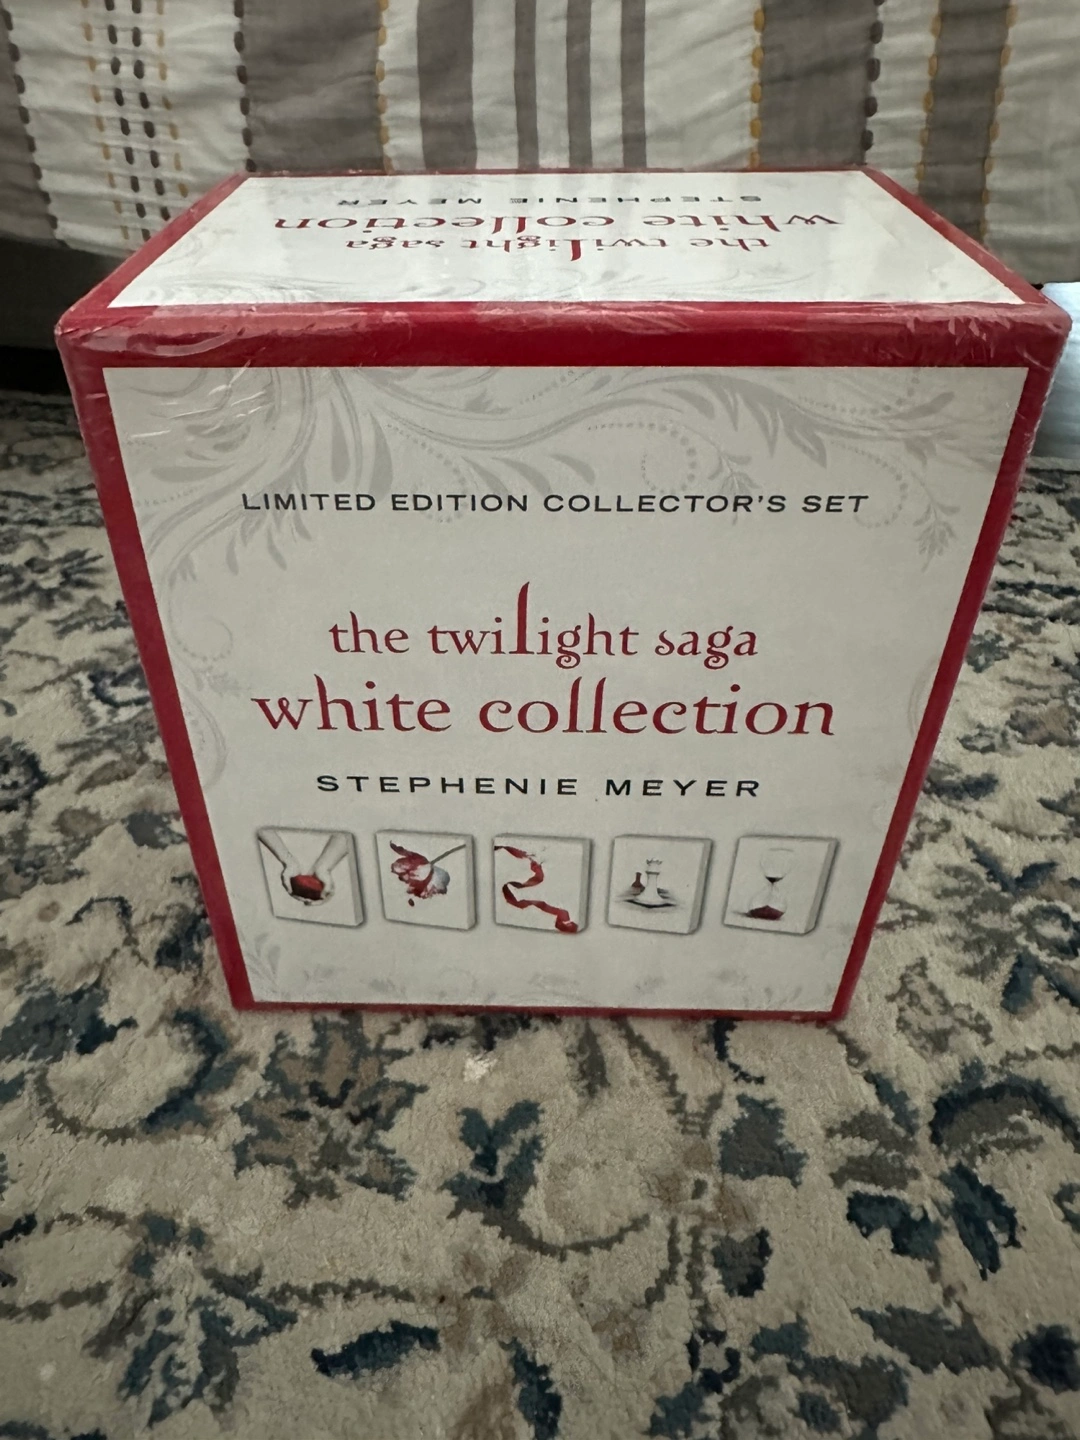 STEPHENIE MEYER
white collection
the twilight saga
LIMITED EDITION COLLECTOR'S SET
the twilight saga
white collection
STEPHENIE MEYER